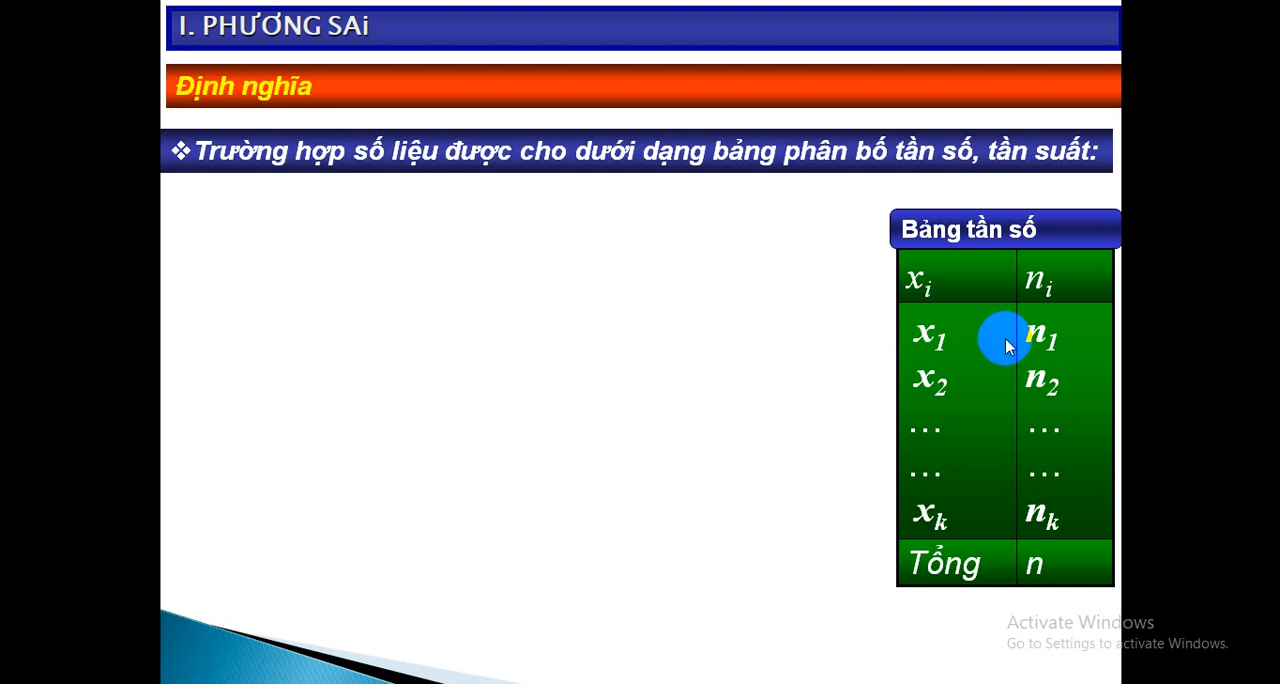 I. PHƯƠNG SAi
Định nghĩa
❖Trường hợp số liệu được cho dưới dạng bảng phân bố tần số, tần suất:
Bảng tần số
xᵢ nᵢ
x₁ n₁
x₂ n₂
... ...
... ...
xₖ nₖ
Tổng n
Activate Windows
Go to Settings to activate Windows.